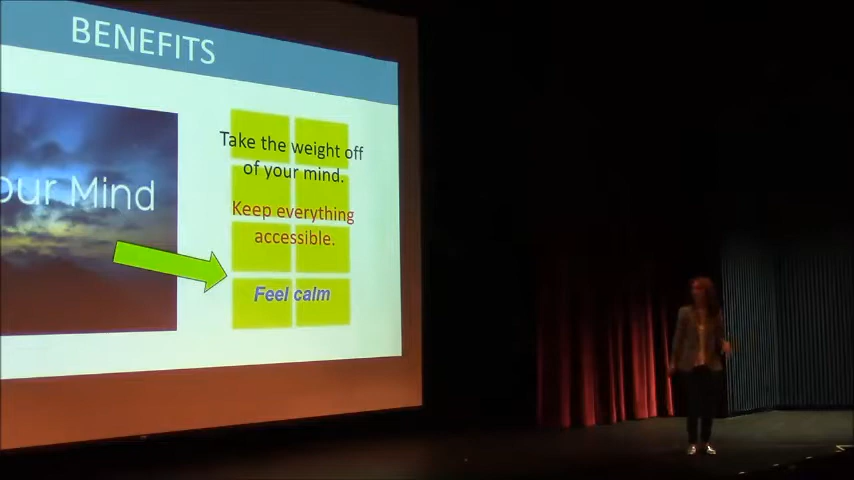 BENEFITS
our Mind
Take the weight off
of your mind.
Keep everything
accessible.
Feel calm